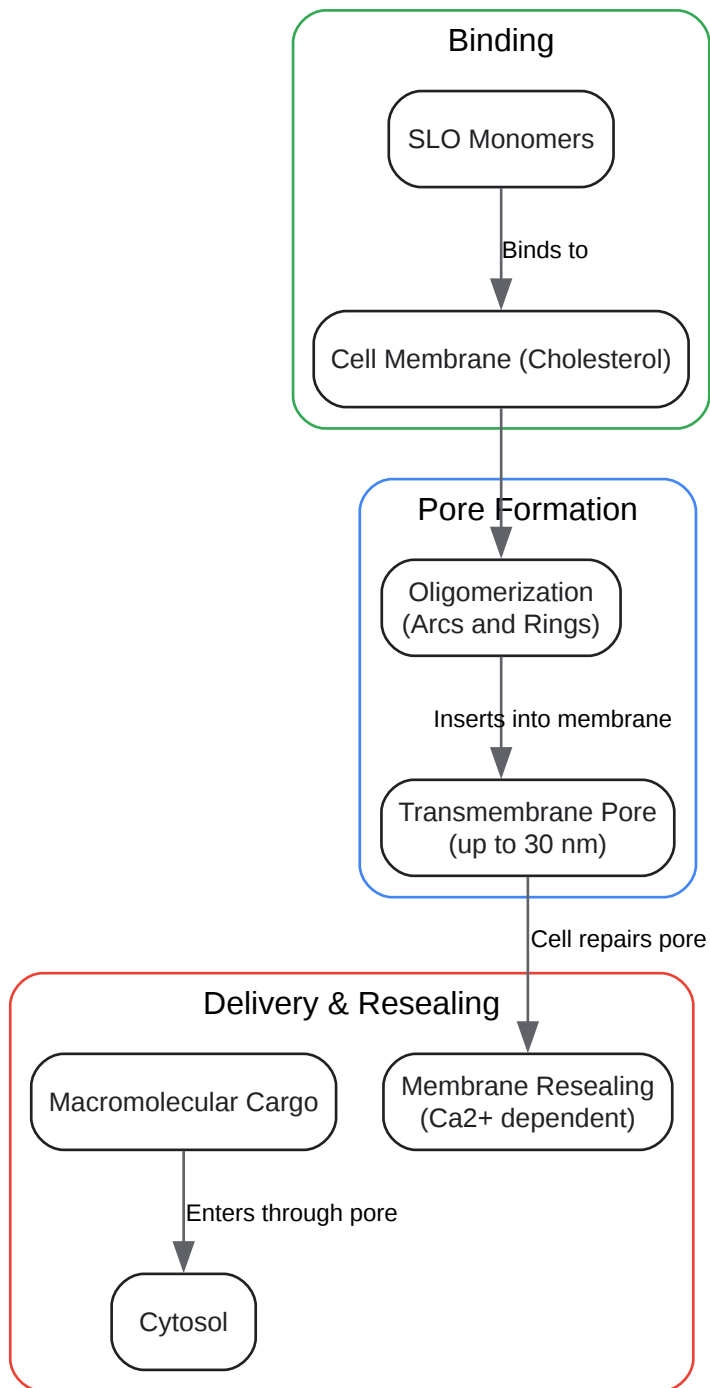 Binding
SLO Monomers
Binds to
Cell Membrane (Cholesterol)
Pore Formation
Oligomerization
(Arcs and Rings)
Inserts into membrane
Transmembrane Pore
(up to 30 nm)
Cell repairs pore
Delivery & Resealing
Macromolecular Cargo
Membrane Resealing
(Ca2+ dependent)
Enters through pore
Cytosol